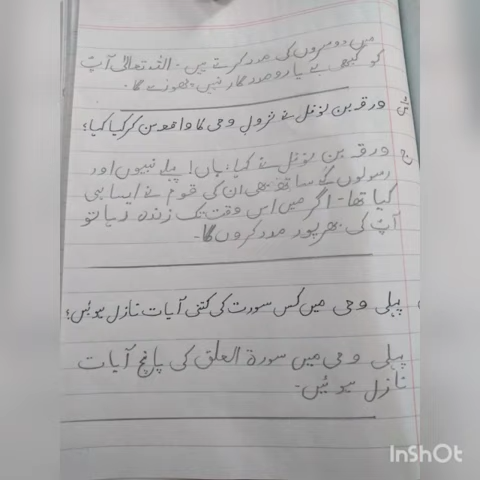 میں دوسروں کی مدد کرتے ہیں۔ اللہ تعالیٰ آپؐ
کو کبھی بے یارومددگار نہیں چھوڑے گا۔
س ورقہ بن نوفل نے نزول وحی کا واقعہ سن کر کیا کہا؟
ج ورقہ بن نوفل نے کہا، ہاں! پہلے نبیوں اور
رسولوں کے ساتھ بھی ان کی قوم نے ایسا ہی
کیا تھا۔ اگر میں اس وقت تک زندہ رہا تو
آپؐ کی بھرپور مدد کروں گا۔
پہلی وحی میں کس سورت کی کتنی آیات نازل ہوئیں؟
پہلی وحی میں سورۃ العلق کی پانچ آیات
نازل ہوئیں۔
InShOt